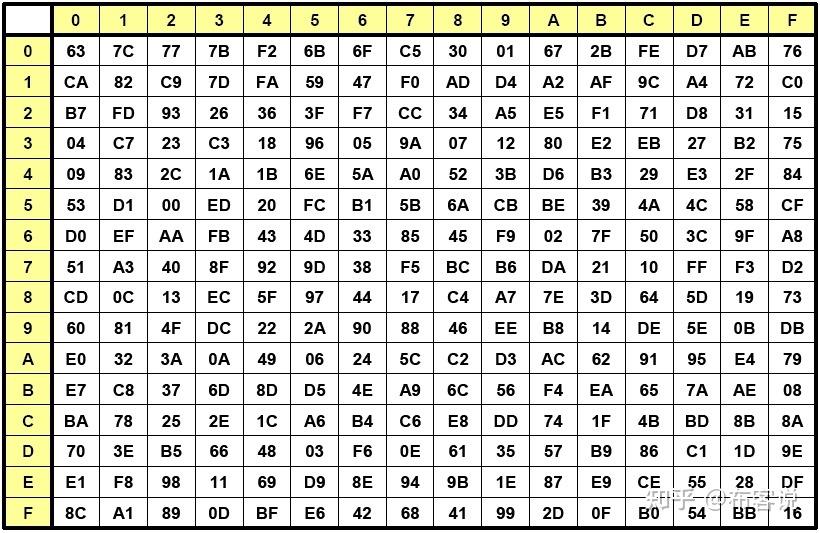 0 1 2 3 4 5 6 7 8 9 A B C D E F
0 63 7C 77 7B F2 6B 6F C5 30 01 67 2B FE D7 AB 76
1 CA 82 C9 7D FA 59 47 F0 AD D4 A2 AF 9C A4 72 C0
2 B7 FD 93 26 36 3F F7 CC 34 A5 E5 F1 71 D8 31 15
3 04 C7 23 C3 18 96 05 9A 07 12 80 E2 EB 27 B2 75
4 09 83 2C 1A 1B 6E 5A A0 52 3B D6 B3 29 E3 2F 84
5 53 D1 00 ED 20 FC B1 5B 6A CB BE 39 4A 4C 58 CF
6 D0 EF AA FB 43 4D 33 85 45 F9 02 7F 50 3C 9F A8
7 51 A3 40 8F 92 9D 38 F5 BC B6 DA 21 10 FF F3 D2
8 CD 0C 13 EC 5F 97 44 17 C4 A7 7E 3D 64 5D 19 73
9 60 81 4F DC 22 2A 90 88 46 EE B8 14 DE 5E 0B DB
A E0 32 3A 0A 49 06 24 5C C2 D3 AC 62 91 95 E4 79
B E7 C8 37 6D 8D D5 4E A9 6C 56 F4 EA 65 7A AE 08
C BA 78 25 2E 1C A6 B4 C6 E8 DD 74 1F 4B BD 8B 8A
D 70 3E B5 66 48 03 F6 0E 61 35 57 B9 86 C1 1D 9E
E E1 F8 98 11 69 D9 8E 94 9B 1E 87 E9 CE 55 28 DF
F 8C A1 89 0D BF E6 42 68 41 99 2D 0F B0 54 BB 16
知乎 @布客说